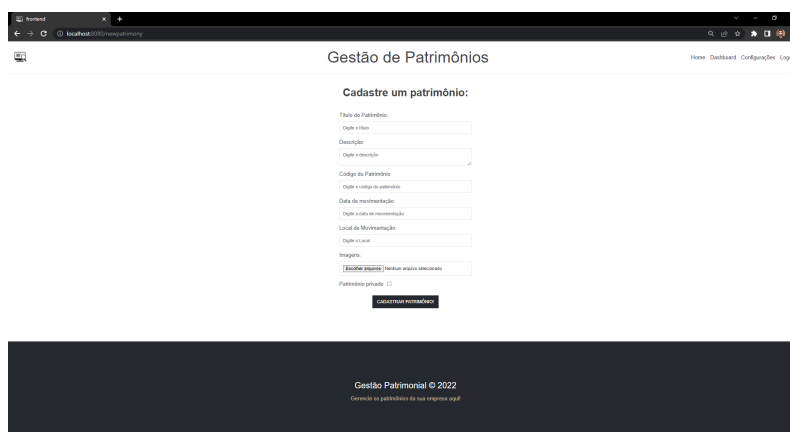 frontend
localhost:8080/newpatrimony
Gestão de Patrimônios
Home Dashboard Configurações Log
Cadastre um patrimônio:
Título do Patrimônio:
Digite o título
Descrição:
Digite a descrição
Código do Patrimônio:
Digite o código do patrimônio
Data de movimentação:
Digite a data de movimentação
Local de Movimentação:
Digite o Local
Imagens:
Escolher arquivos Nenhum arquivo selecionado
Patrimônio privado
CADASTRAR PATRIMÔNIO!
Gestão Patrimonial © 2022
Gerencie os patrimônios da sua empresa aqui!